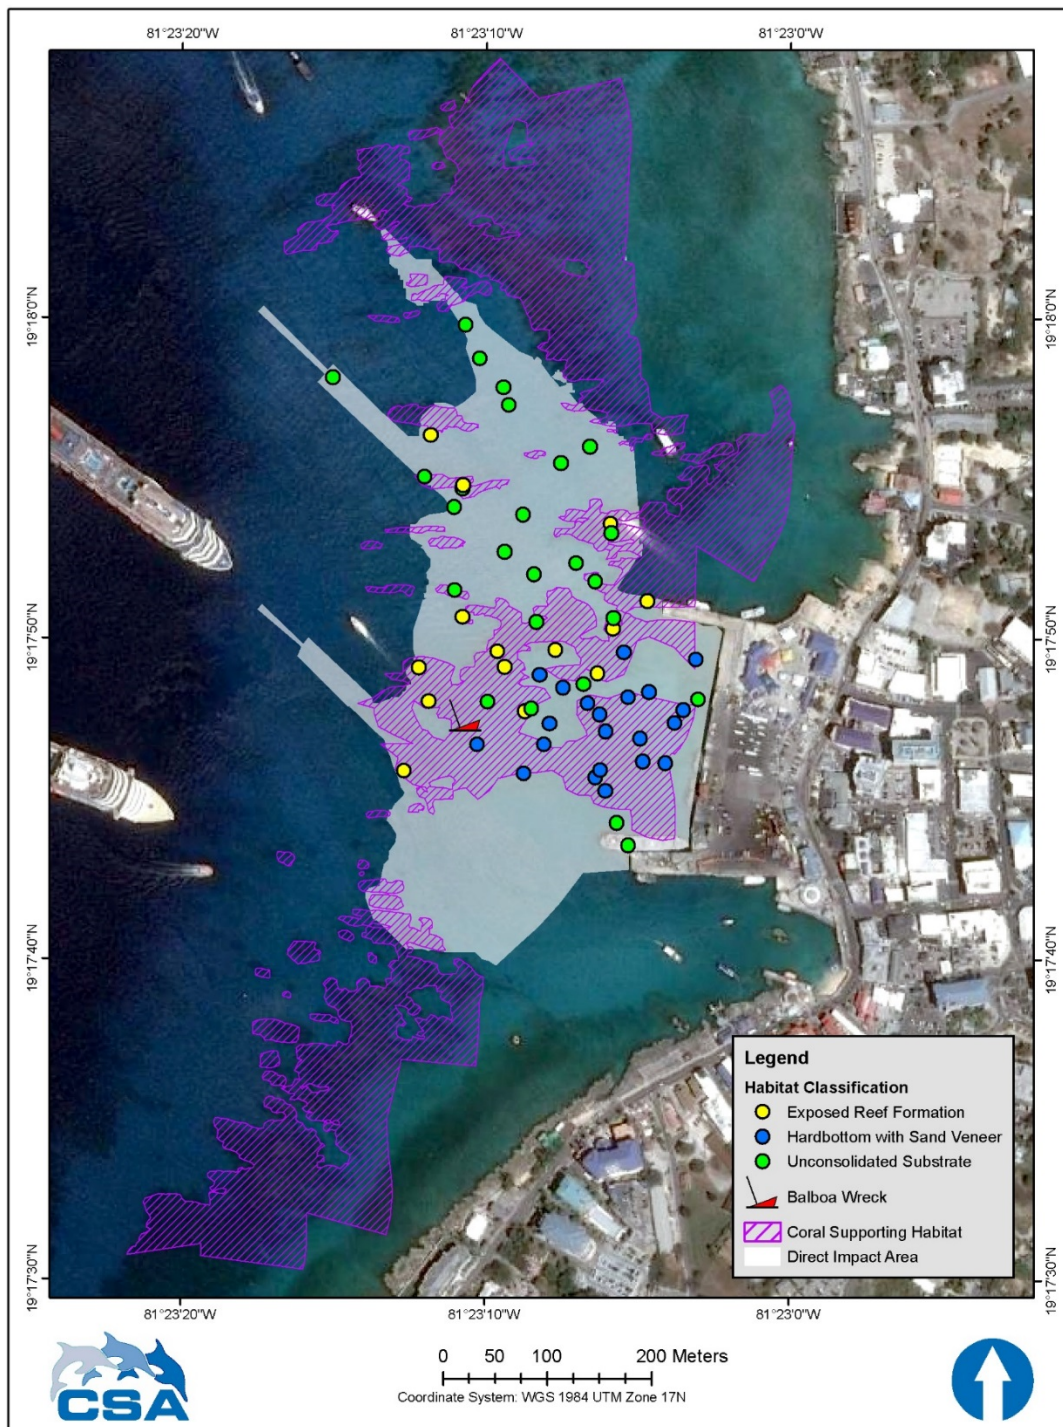 81°23'20"W
81°23'10"W
81°23'0"W
19°18'0"N
19°18'0"N
19°17'50"N
19°17'50"N
19°17'40"N
19°17'40"N
19°17'30"N
19°17'30"N
Legend
Habitat Classification
Exposed Reef Formation
Hardbottom with Sand Veneer
Unconsolidated Substrate
Balboa Wreck
Coral Supporting Habitat
Direct Impact Area
81°23'20"W
81°23'10"W
81°23'0"W
CSA
0 50 100 200 Meters
Coordinate System: WGS 1984 UTM Zone 17N